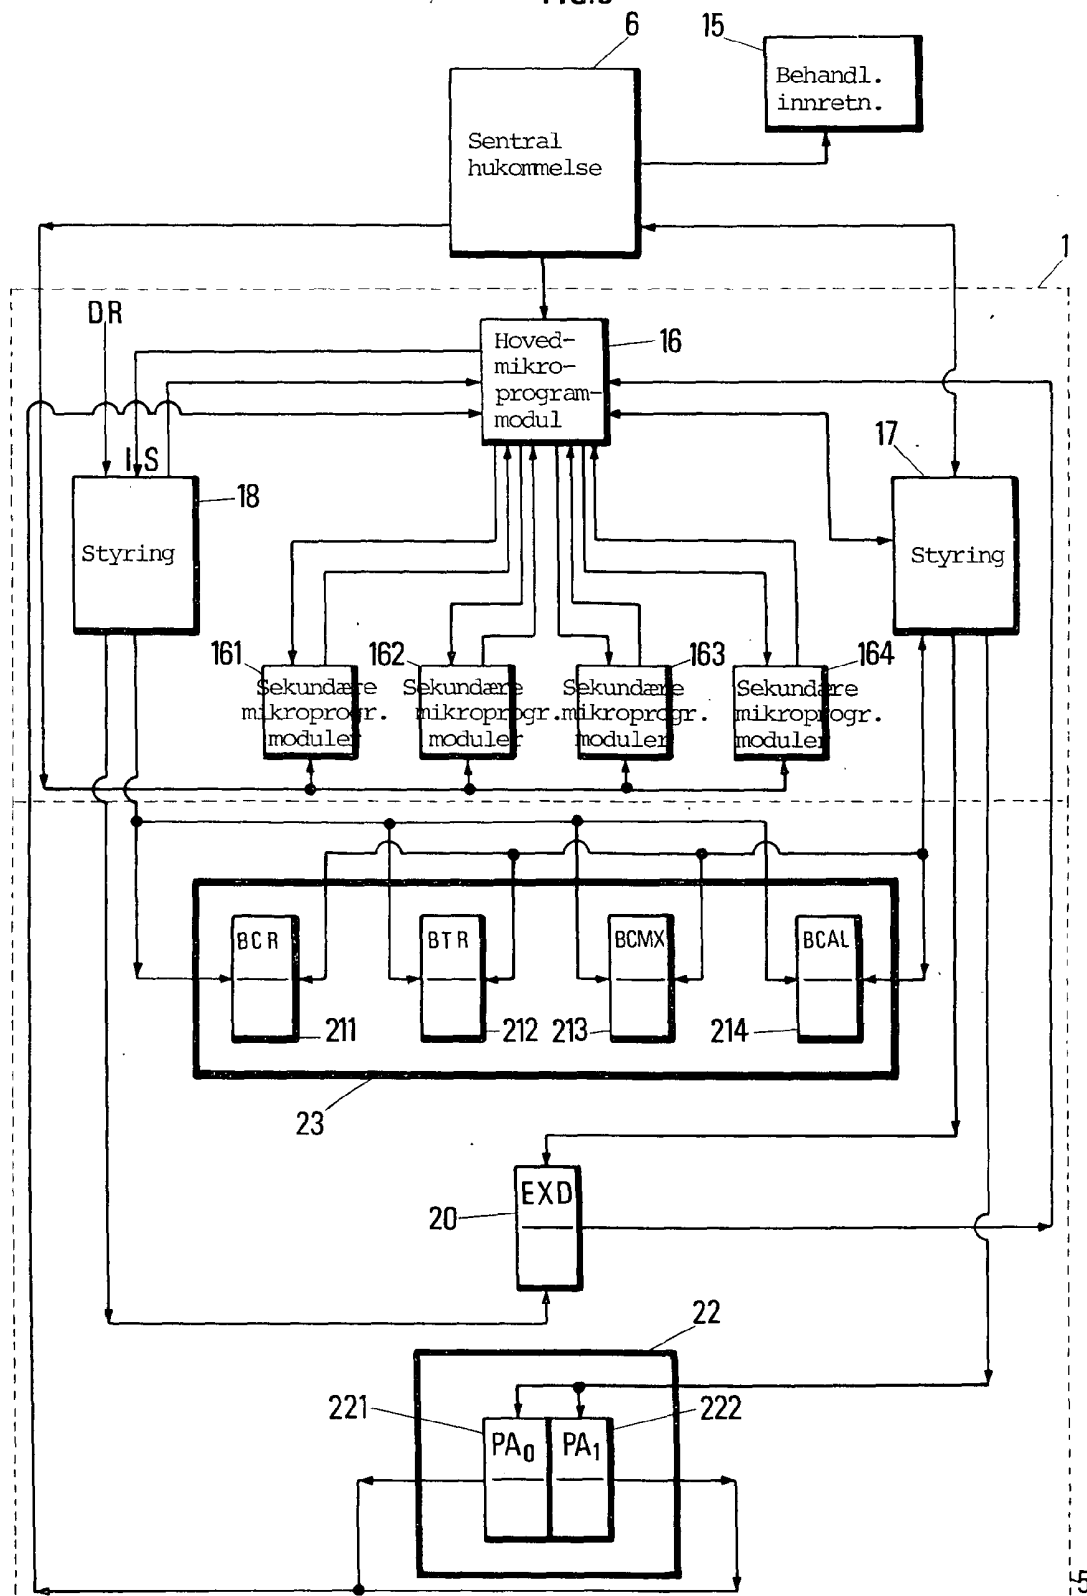 6
15
Behandl.
innretn.
Sentral
hukommelse
1
DR
Hoved-
mikro-
program-
modul
16
IS
17
18
Styring
Styring
161
162
163
164
Sekundære
mikroprogr.
moduler
Sekundære
mikroprogr.
moduler
Sekundære
mikroprogr.
moduler
Sekundære
mikroprogr.
moduler
BCR
BTR
BCMX
BCAL
211
212
213
214
23
EXD
20
22
221
222
PA0
PA1